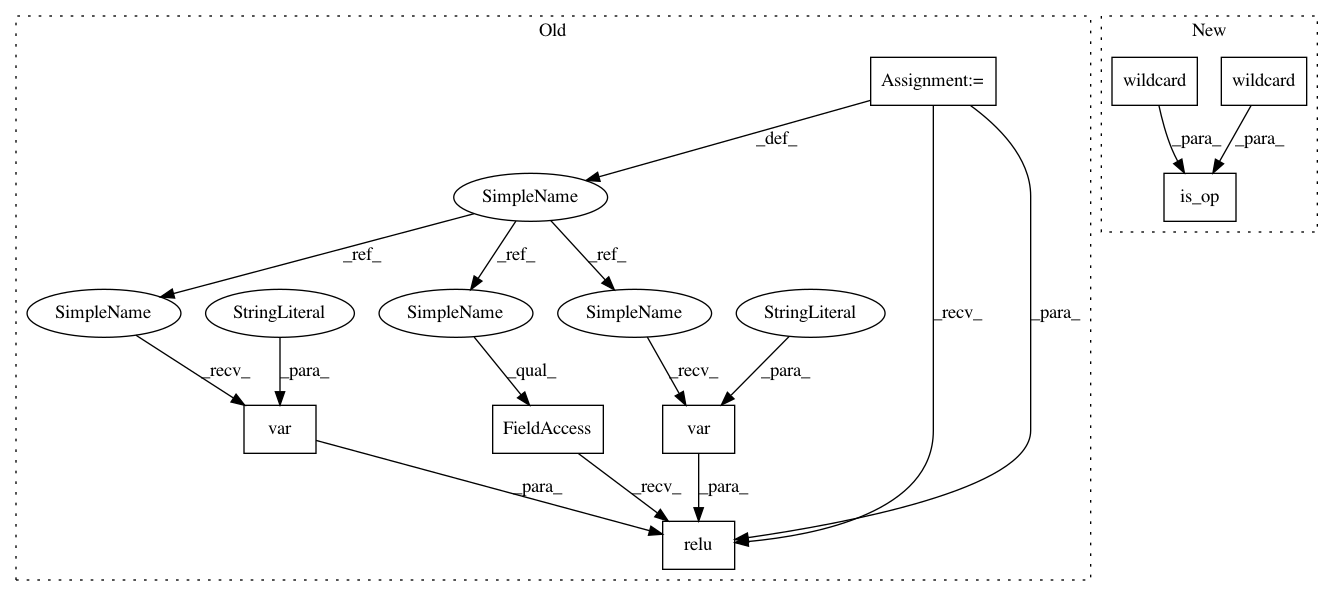 Old
New
Assignment:=
wildcard
wildcard
_def_
_para_
_para_
SimpleName
is_op
_ref_
_ref_
_ref_
SimpleName
StringLiteral
SimpleName
SimpleName
StringLiteral
_recv_
_para_
_recv_
_para_
_qual_
_recv_
_para_
var
FieldAccess
var
_para_
_recv_
_para_
relu